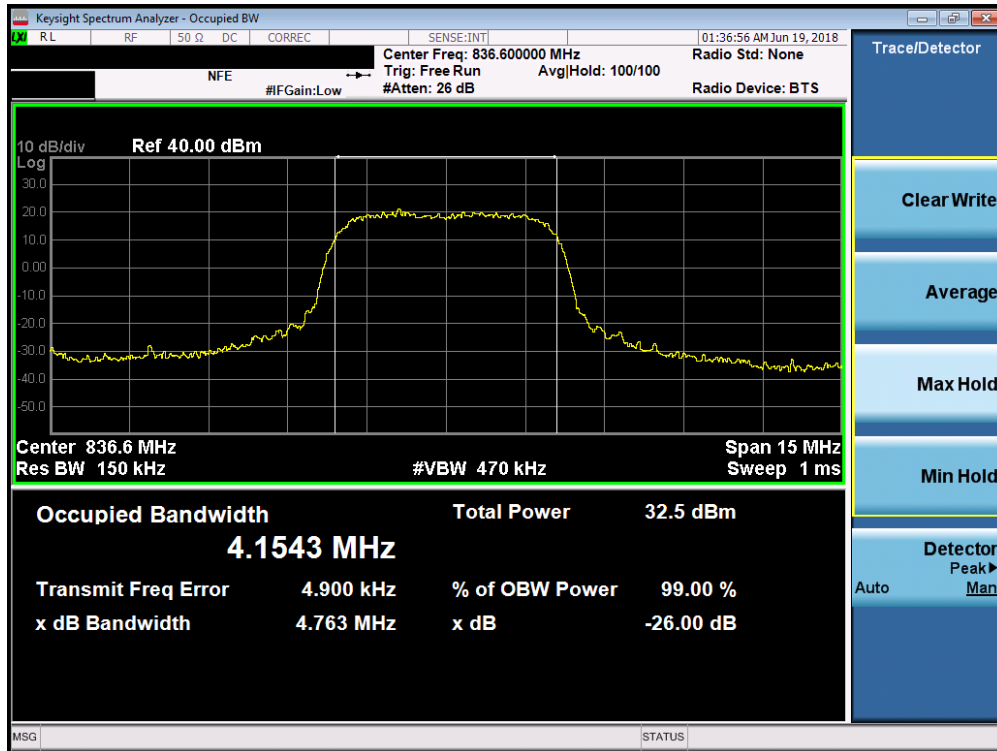 Keysight Spectrum Analyzer - Occupied BW
LXI RL RF 50 Ω DC CORREC SENSE:INT 01:36:56 AM Jun 19, 2018
Center Freq: 836.600000 MHz Radio Std: None
NFE Trig: Free Run Avg|Hold: 100/100
#IFGain:Low #Atten: 26 dB Radio Device: BTS
Trace/Detector
10 dB/div Ref 40.00 dBm
Log
30.0
20.0
10.0
0.00
-10.0
-20.0
-30.0
-40.0
-50.0
Center 836.6 MHz Span 15 MHz
Res BW 150 kHz #VBW 470 kHz Sweep 1 ms
Occupied Bandwidth Total Power 32.5 dBm
4.1543 MHz
Transmit Freq Error 4.900 kHz % of OBW Power 99.00 %
x dB Bandwidth 4.763 MHz x dB -26.00 dB
Clear Write
Average
Max Hold
Min Hold
Detector
Peak▶
Auto Man
MSG STATUS